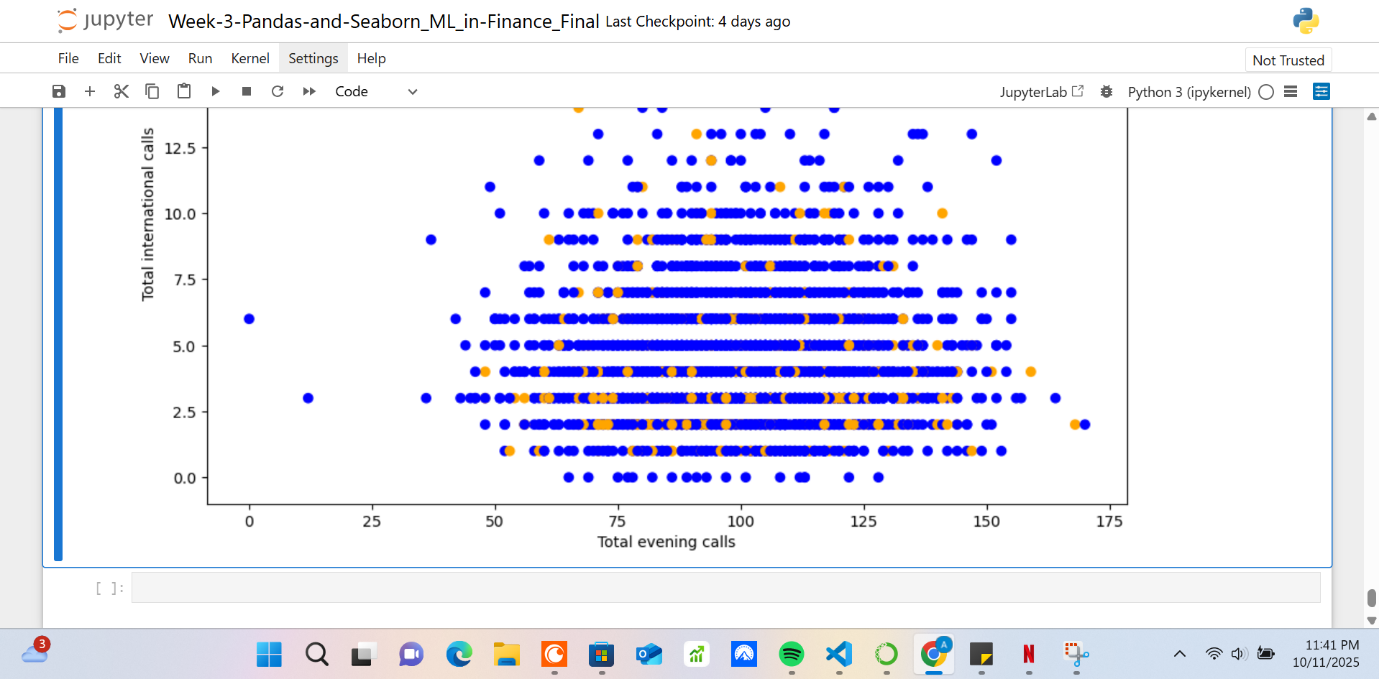 jupyter Week-3-Pandas-and-Seaborn_ML_in-Finance_Final Last Checkpoint: 4 days ago
File Edit View Run Kernel Settings Help Not Trusted
Code JupyterLab Python 3 (ipykernel)
Total international calls
12.5
10.0
7.5
5.0
2.5
0.0
0 25 50 75 100 125 150 175
Total evening calls
[ ]:
3
A
N
11:41 PM
10/11/2025